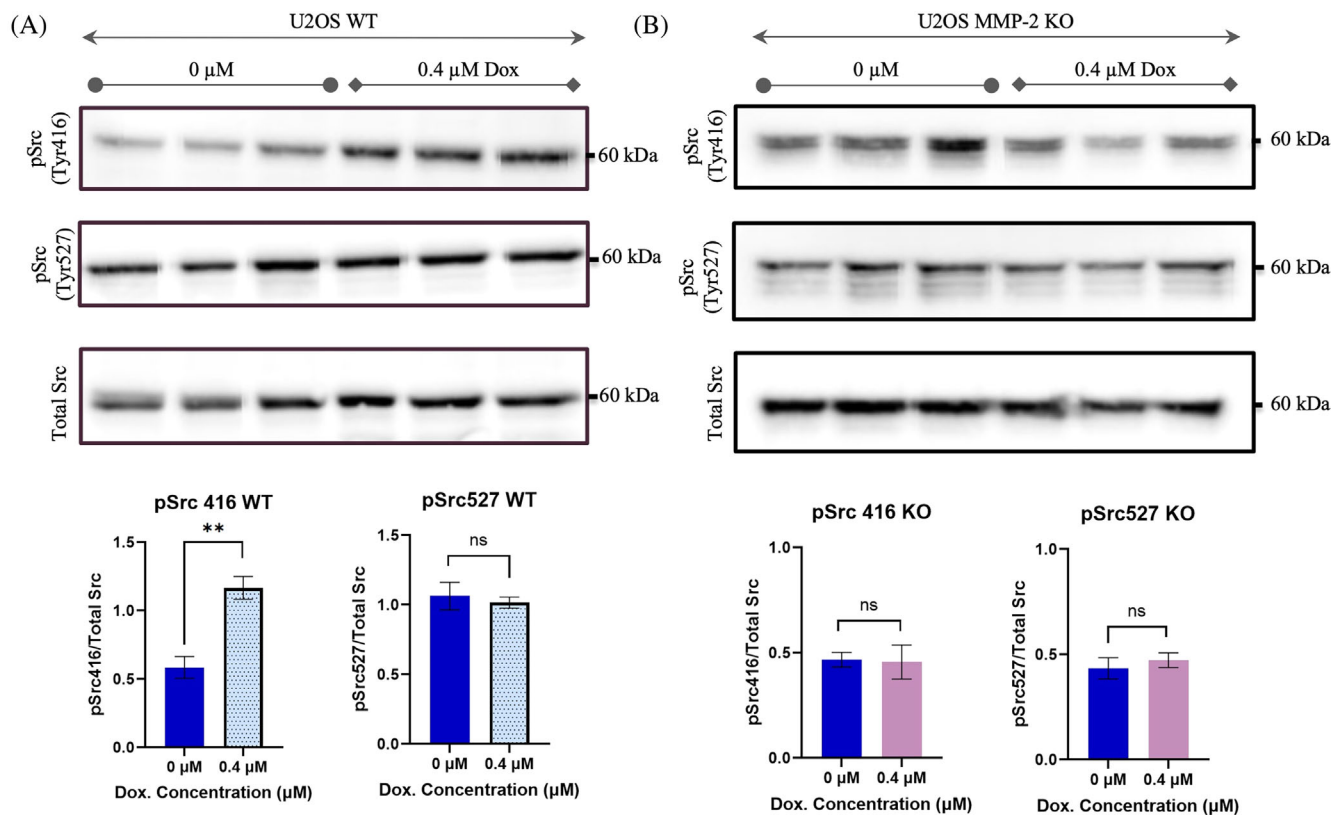 (A)
U2OS WT
0 µM
0.4 µM Dox
pSrc
(Tyr416)
60 kDa
pSrc
(Tyr527)
60 kDa
Total Src
60 kDa
pSrc 416 WT
**
pSrc416/Total Src
1.5
1.0
0.5
0.0
0 µM
0.4 µM
Dox. Concentration (µM)
pSrc527 WT
ns
pSrc527/Total Src
1.5
1.0
0.5
0.0
0 µM
0.4 µM
Dox. Concentration (µM)
(B)
U2OS MMP-2 KO
0 µM
0.4 µM Dox
pSrc
(Tyr416)
60 kDa
pSrc
(Tyr527)
60 kDa
Total Src
60 kDa
pSrc 416 KO
ns
pSrc416/Total Src
1.0
0.5
0.0
0 µM
0.4 µM
Dox. Concentration (µM)
pSrc527 KO
ns
pSrc527/Total Src
1.0
0.5
0.0
0 µM
0.4 µM
Dox. Concentration (µM)